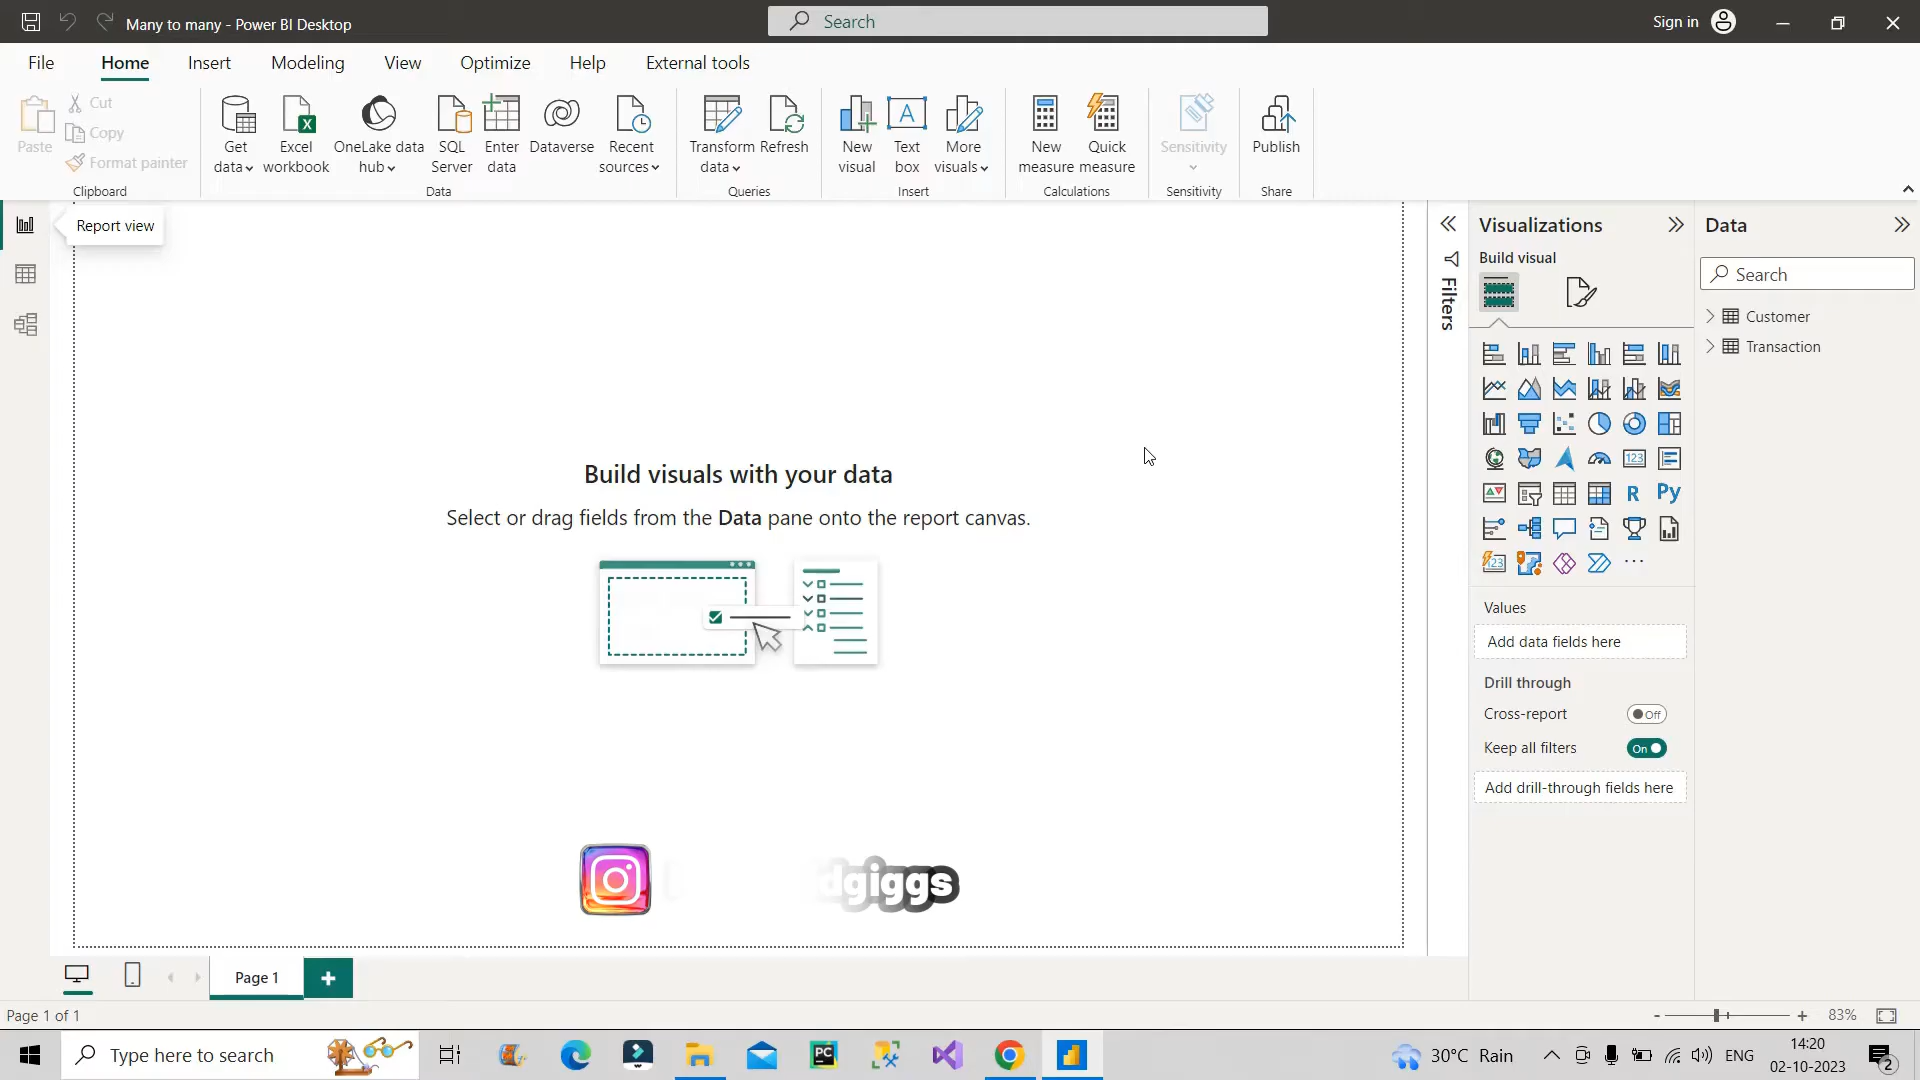 Many to many - Power BI Desktop
Search
Sign in
File
Home
Insert
Modeling
View
Optimize
Help
External tools
Paste
Cut
Copy
Format painter
Clipboard
Get data
Excel workbook
OneLake data hub
SQL Server
Enter data
Dataverse
Recent sources
Data
Transform data
Refresh
Queries
New visual
Text box
More visuals
Insert
New measure
Quick measure
Calculations
Sensitivity
Sensitivity
Publish
Share
Report view
Build visuals with your data
Select or drag fields from the Data pane onto the report canvas.
dgiggs
Filters
Visualizations
Build visual
123
R
Py
123
Values
Add data fields here
Drill through
Cross-report
Off
Keep all filters
On
Add drill-through fields here
Data
Search
Customer
Transaction
Page 1
Page 1 of 1
83%
Type here to search
PC
30°C Rain
ENG
14:20
02-10-2023
2